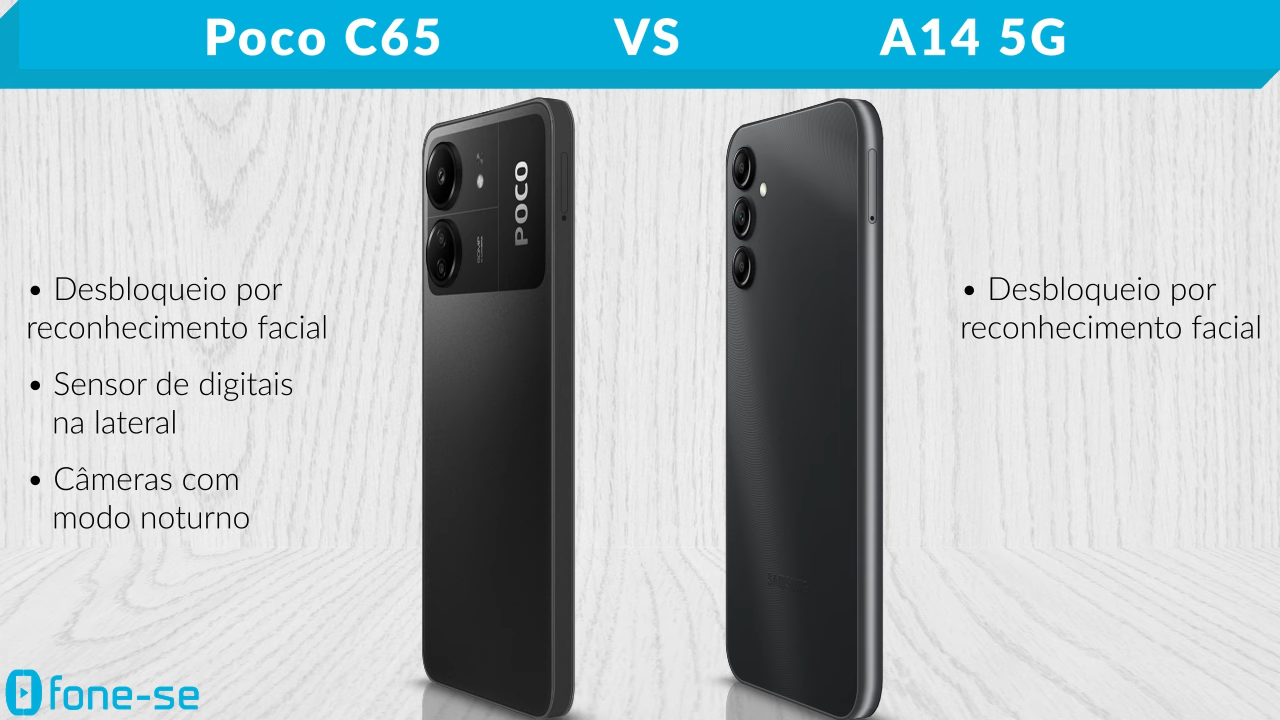 Poco C65 VS A14 5G
• Desbloqueio por
reconhecimento facial
• Sensor de digitais
na lateral
• Câmeras com
modo noturno
POCO
• Desbloqueio por
reconhecimento facial
SAMSUNG
fone-se